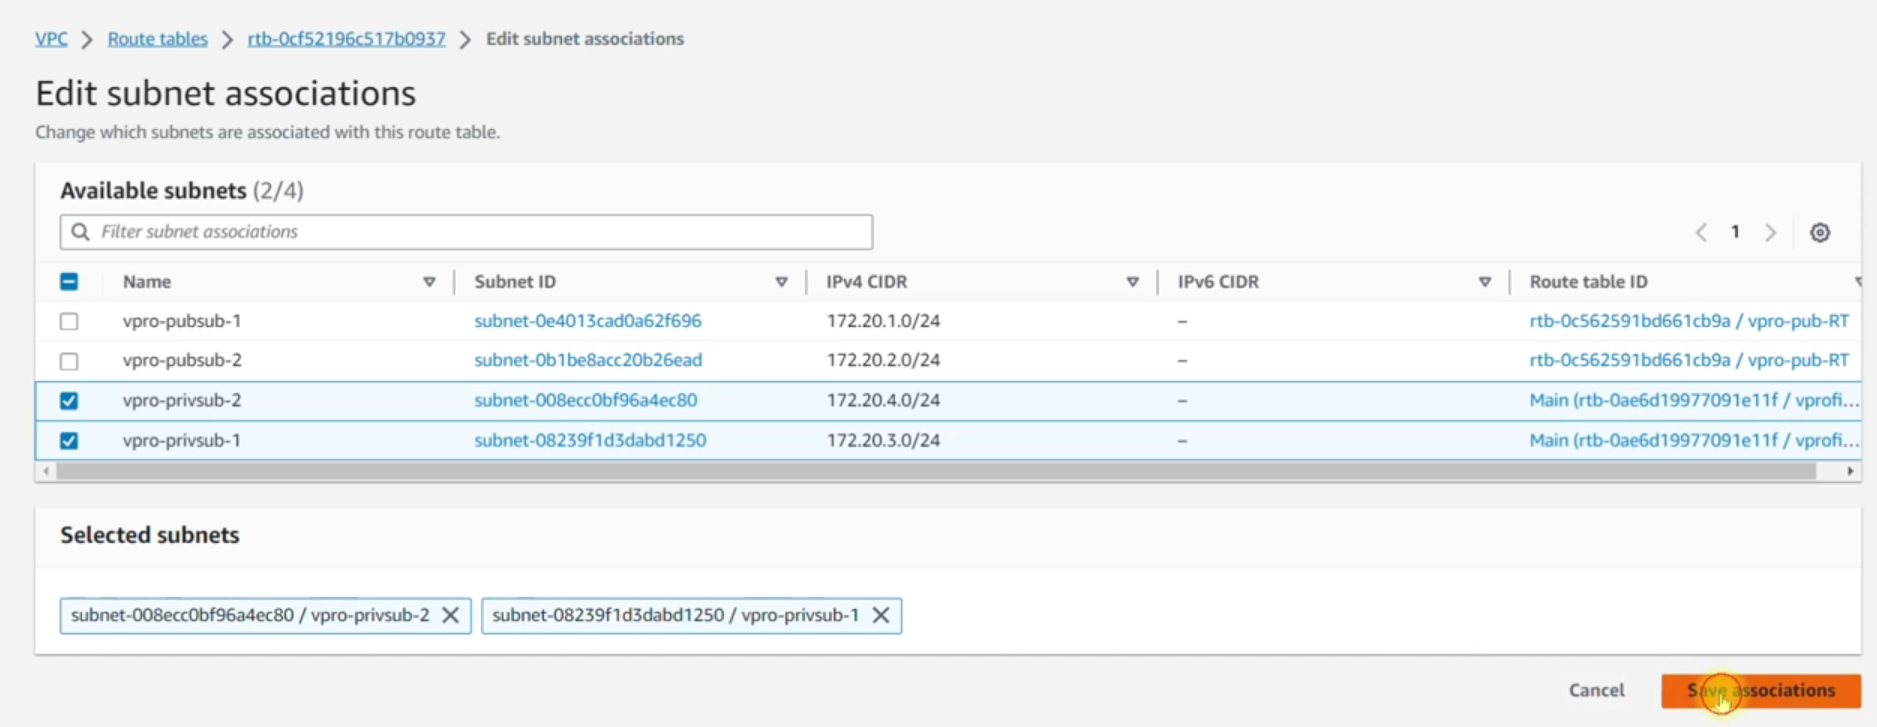 VPC > Route tables > rtb-0cf52196c517b0937 > Edit subnet associations
Edit subnet associations
Change which subnets are associated with this route table.
Available subnets (2/4)
Filter subnet associations
1
Name Subnet ID IPv4 CIDR IPv6 CIDR Route table ID
vpro-pubsub-1 subnet-0e4013cad0a62f696 172.20.1.0/24 – rtb-0c562591bd661cb9a / vpro-pub-RT
vpro-pubsub-2 subnet-0b1be8acc20b26ead 172.20.2.0/24 – rtb-0c562591bd661cb9a / vpro-pub-RT
vpro-privsub-2 subnet-008ecc0bf96a4ec80 172.20.4.0/24 – Main (rtb-0ae6d19977091e11f / vprofi...
vpro-privsub-1 subnet-08239f1d3dabd1250 172.20.3.0/24 – Main (rtb-0ae6d19977091e11f / vprofi...
Selected subnets
subnet-008ecc0bf96a4ec80 / vpro-privsub-2 subnet-08239f1d3dabd1250 / vpro-privsub-1
Cancel Save associations